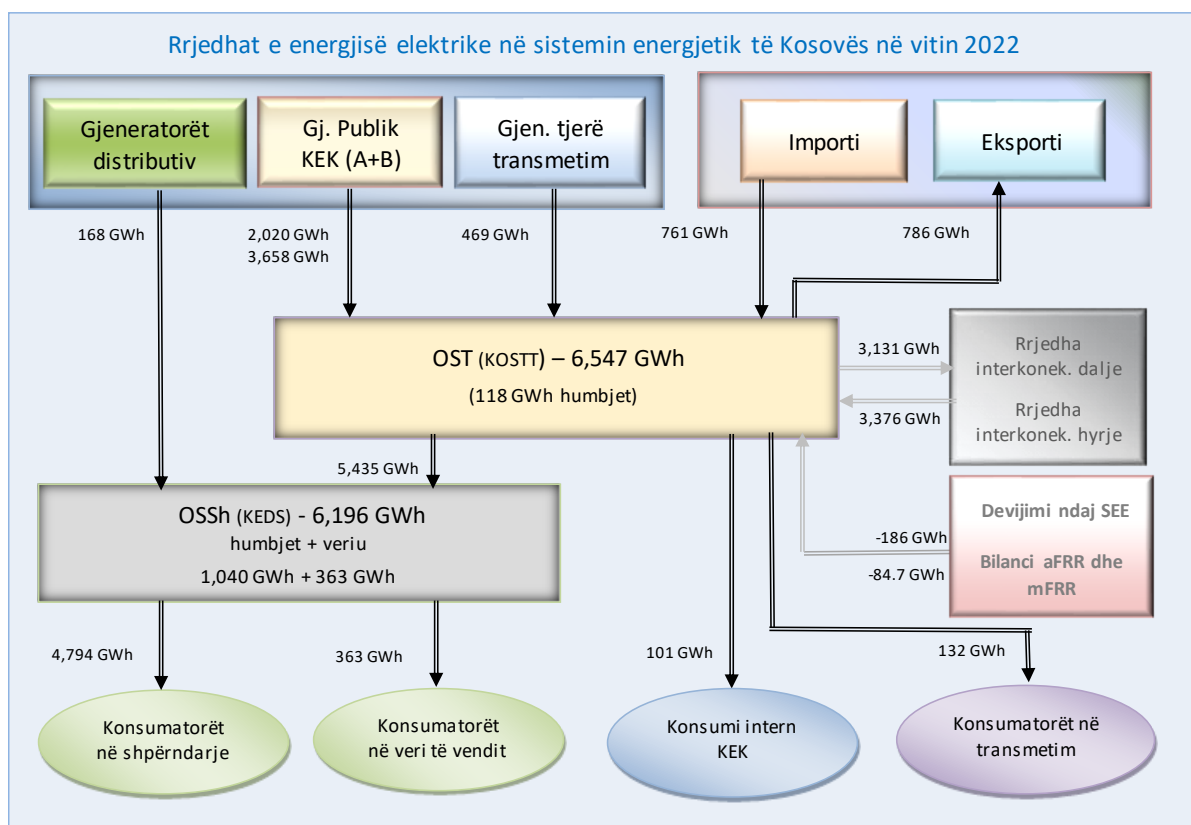 Rrjedhat e energjisë elektrike në sistemin energjetik të Kosovës në vitin 2022
Gjeneratorët
distributiv
Gj. Publik
KEK (A+B)
Gjen. tjerë
transmetim
Importi
Eksporti
168 GWh
2,020 GWh
3,658 GWh
469 GWh
761 GWh
786 GWh
OST (KOSTT) – 6,547 GWh
(118 GWh humbjet)
3,131 GWh
3,376 GWh
Rrjedha
interkonek. dalje
Rrjedha
interkonek. hyrje
5,435 GWh
OSSh (KEDS) - 6,196 GWh
humbjet + veriu
1,040 GWh + 363 GWh
-186 GWh
-84.7 GWh
Devijimi ndaj SEE
Bilanci aFRR dhe
mFRR
4,794 GWh
363 GWh
101 GWh
132 GWh
Konsumatorët
në shpërndarje
Konsumatorët
në veri të vendit
Konsumi intern
KEK
Konsumatorët në
transmetim